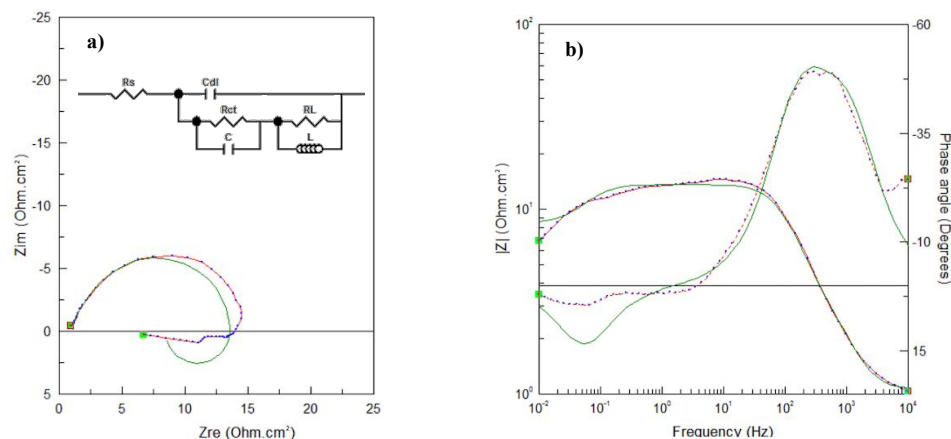 a)
-25
-20
-15
-10
-5
0
5
Zim (Ohm.cm²)
0
5
10
15
20
25
Zre (Ohm.cm²)
Rs
Cdl
Rct
RL
C
L
b)
10²
10¹
10⁰
|Z| (Ohm.cm²)
-60
-35
-10
15
Phase angle (Degrees)
10⁻²
10⁻¹
10⁰
10¹
10²
10³
10⁴
Frequency (Hz)